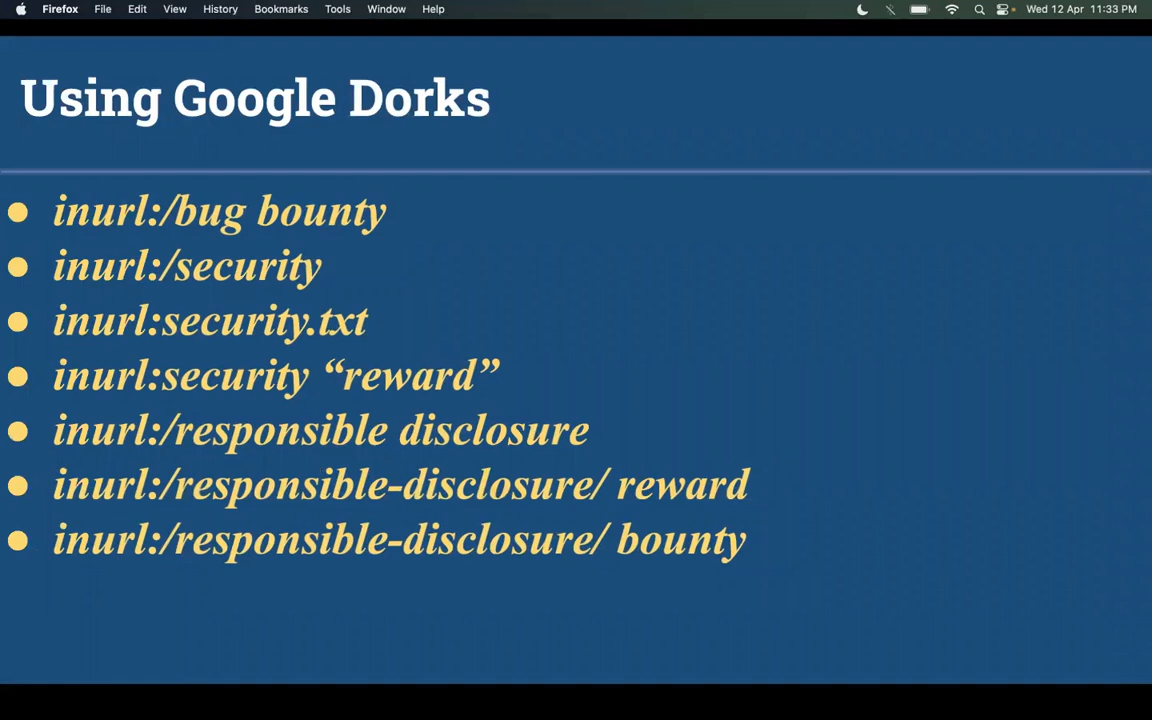 Firefox File Edit View History Bookmarks Tools Window Help Wed 12 Apr 11:33 PM
Using Google Dorks
● inurl:/bug bounty
● inurl:/security
● inurl:security.txt
● inurl:security “reward”
● inurl:/responsible disclosure
● inurl:/responsible-disclosure/ reward
● inurl:/responsible-disclosure/ bounty